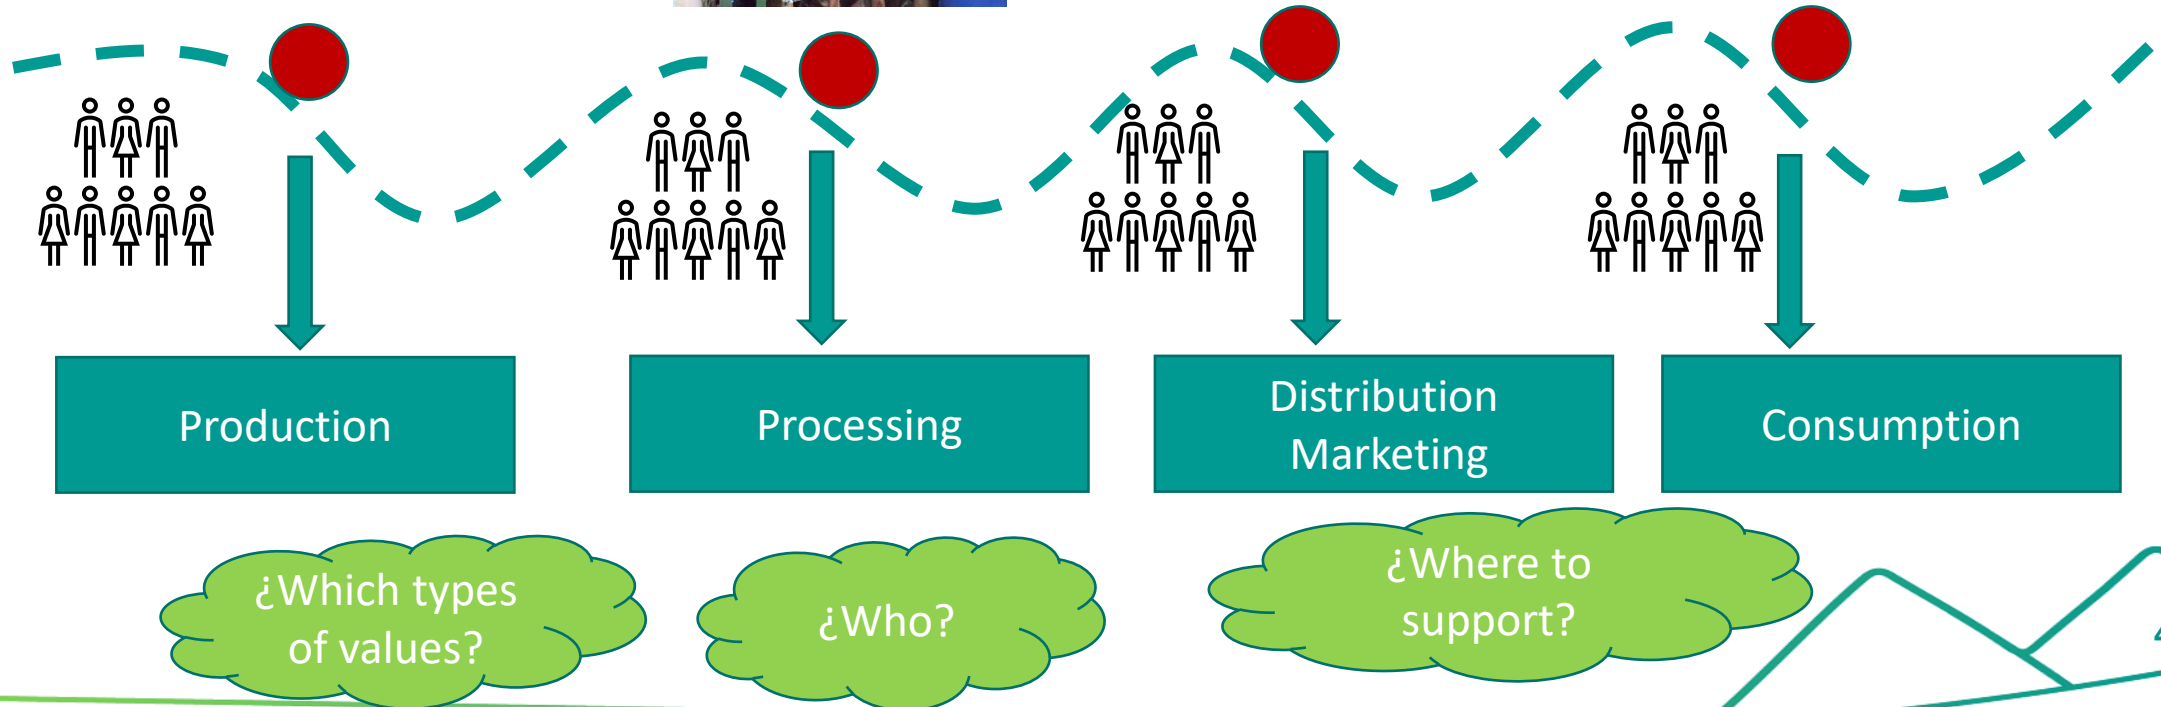 Production
Processing
Distribution
Marketing
Consumption
¿Which types
of values?
¿Who?
¿Where to
support?